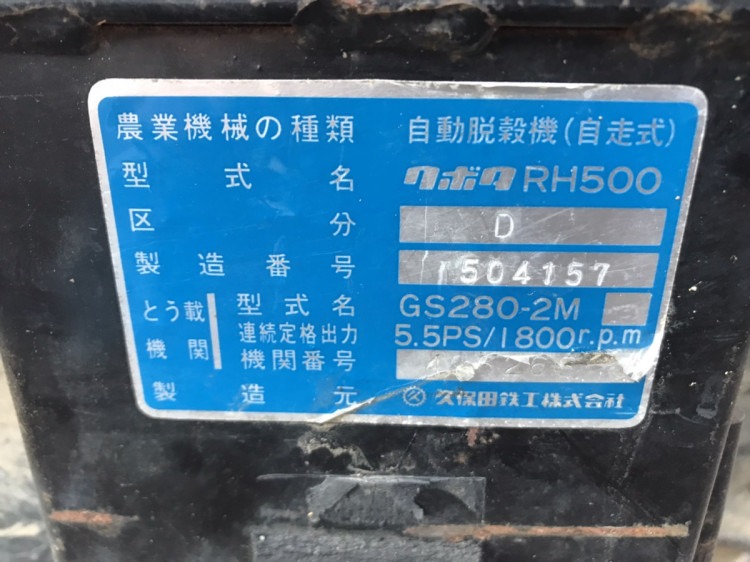 農業機械の種類 自動脱穀機(自走式)
型式名 クボタ RH500
区分 D
製造番号 1504157
とう載機関 型式名 GS280-2M
連続定格出力 5.5PS/1800r.p.m
機関番号
製造元 久保田鉄工株式会社